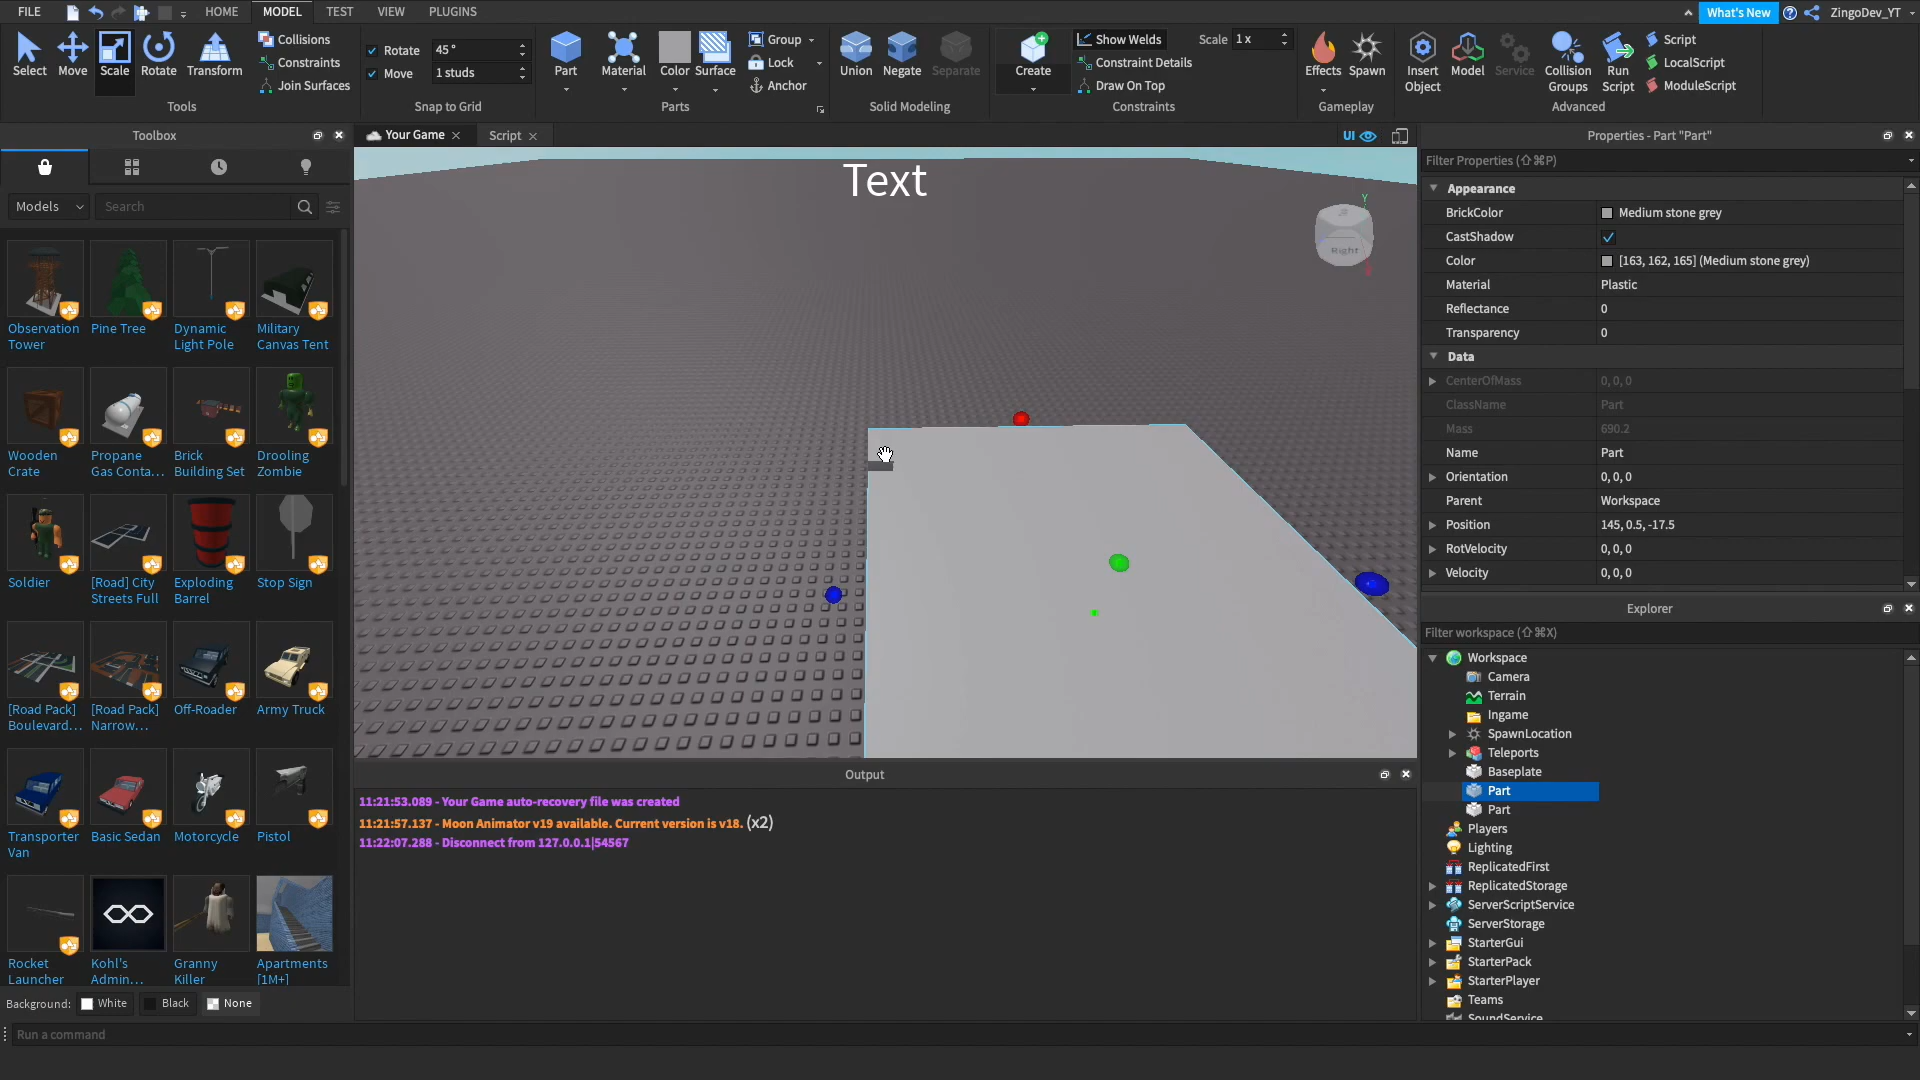 FILE
HOME
MODEL
TEST
VIEW
PLUGINS
What's New
ZingoDev_YT
Select
Move
Scale
Rotate
Transform
Collisions
Constraints
Join Surfaces
Tools
Rotate 45 °
Move 1 studs
Snap to Grid
Part
Material
Color
Surface
Group
Lock
Anchor
Parts
Union
Negate
Separate
Solid Modeling
Create
Show Welds
Scale 1 x
Constraint Details
Draw On Top
Constraints
Effects
Spawn
Gameplay
Insert
Object
Model
Service
Collision
Groups
Run
Script
Script
LocalScript
ModuleScript
Advanced
Toolbox
Models
Search
Observation
Tower
Pine Tree
Dynamic
Light Pole
Military
Canvas Tent
Wooden
Crate
Propane
Gas Conta...
Brick
Building Set
Drooling
Zombie
Soldier
[Road] City
Streets Full
Exploding
Barrel
Stop Sign
[Road Pack]
Boulevard...
[Road Pack]
Narrow...
Off-Roader
Army Truck
Transporter
Van
Basic Sedan
Motorcycle
Pistol
Rocket
Launcher
Kohl's
Admin...
Granny
Killer
Apartments
[1M+]
Background:
White
Black
None
Your Game
Script
UI
Text
Y
Right
Output
11:21:53.089 - Your Game auto-recovery file was created
11:21:57.137 - Moon Animator v19 available. Current version is v18. (x2)
11:22:07.288 - Disconnect from 127.0.0.1|54567
Properties - Part "Part"
Filter Properties (⇧⌘P)
Appearance
BrickColor Medium stone grey
CastShadow
Color [163, 162, 165] (Medium stone grey)
Material Plastic
Reflectance 0
Transparency 0
Data
CenterOfMass 0, 0, 0
ClassName Part
Mass 690.2
Name Part
Orientation 0, 0, 0
Parent Workspace
Position 145, 0.5, -17.5
RotVelocity 0, 0, 0
Velocity 0, 0, 0
Explorer
Filter workspace (⇧⌘X)
Workspace
Camera
Terrain
Ingame
SpawnLocation
Teleports
Baseplate
Part
Part
Players
Lighting
ReplicatedFirst
ReplicatedStorage
ServerScriptService
ServerStorage
StarterGui
StarterPack
StarterPlayer
Teams
SoundService
Run a command